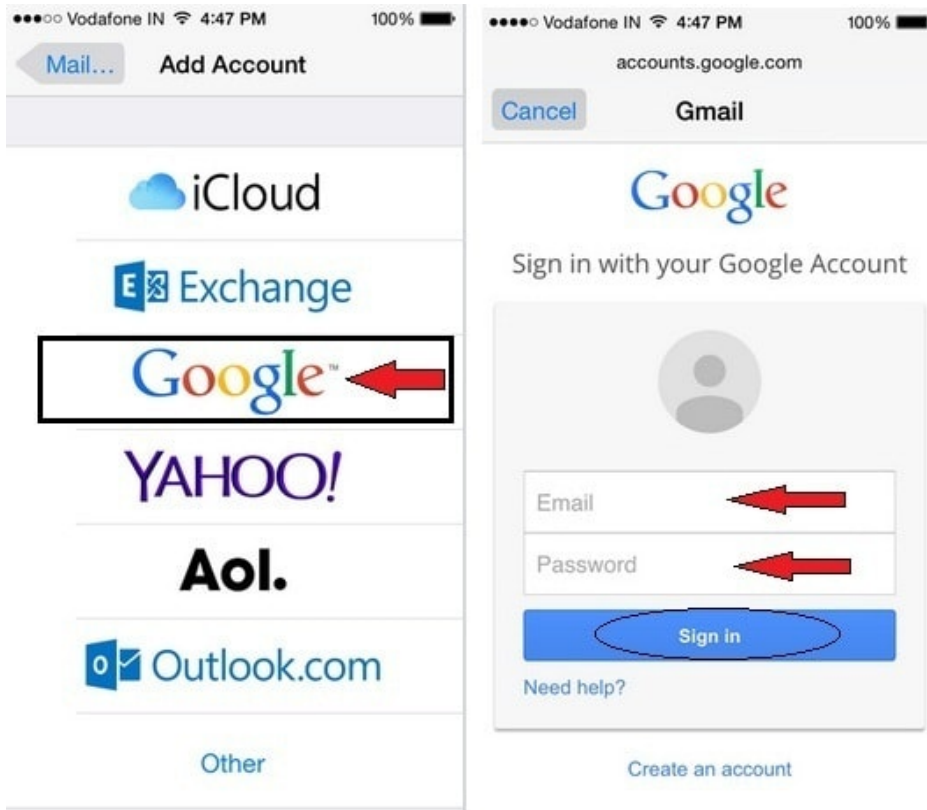 Vodafone IN 4:47 PM 100%
Mail... Add Account
iCloud
E Exchange
Google™
YAHOO!
Aol.
o Outlook.com
Other
Vodafone IN 4:47 PM 100%
accounts.google.com
Cancel Gmail
Google
Sign in with your Google Account
Email
Password
Sign in
Need help?
Create an account